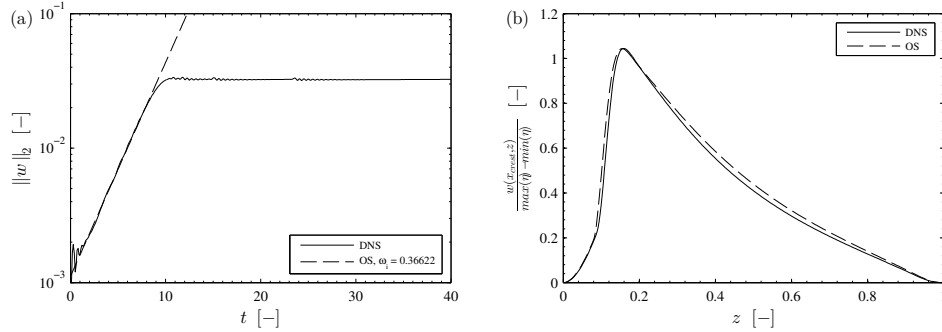 (a)
10⁻¹
10⁻²
10⁻³
||w||₂ [−]
0
10
20
30
40
t [−]
DNS
OS, ωᵢ = 0.36622
(b)
1.2
1
0.8
0.6
0.4
0.2
0
w(x_crest,z)
max(η)−min(η)
[−]
0
0.2
0.4
0.6
0.8
z [−]
DNS
OS